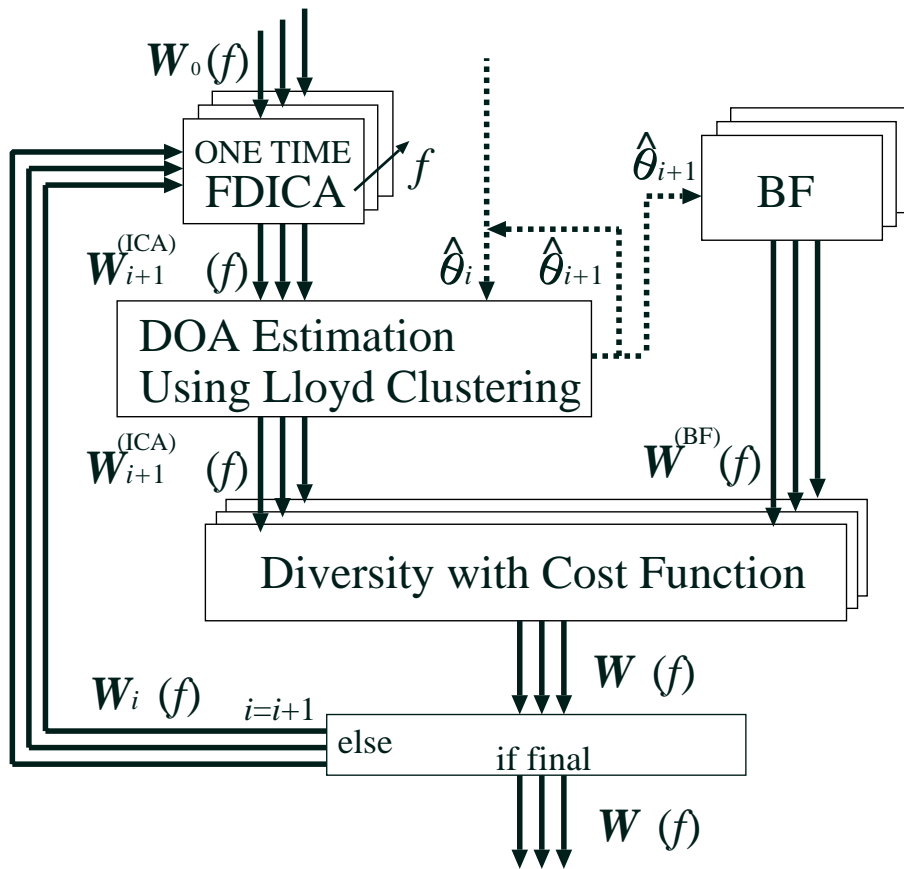 W₀(f)
ONE TIME
FDICA
f
θ̂ᵢ₊₁
BF
W⁽ᴵᶜᴬ⁾ᵢ₊₁ (f)
θ̂ᵢ
θ̂ᵢ₊₁
DOA Estimation
Using Lloyd Clustering
W⁽ᴵᶜᴬ⁾ᵢ₊₁ (f)
W⁽ᴮꟳ⁾(f)
Diversity with Cost Function
W (f)
Wᵢ (f)
i=i+1
else
if final
W (f)